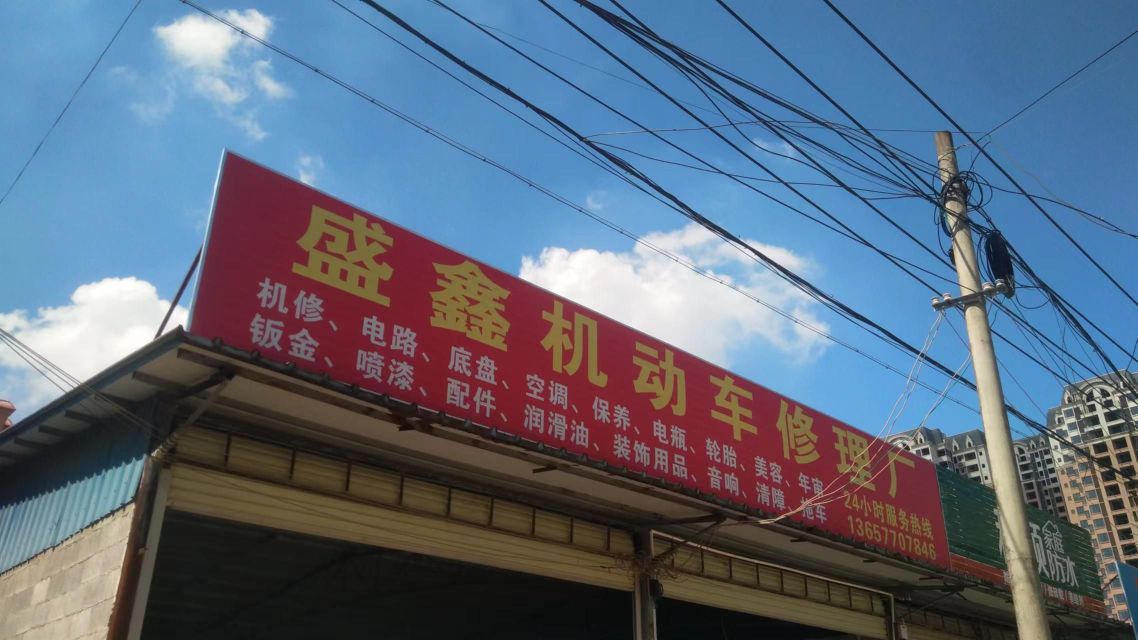 盛鑫机动车修理厂
机修、电路、底盘、空调、保养、电瓶、轮胎、美容、年审
钣金、喷漆、配件、润滑油、装饰用品、音响、清障、拖车
24小时服务热线
13657707846
家庭
防水